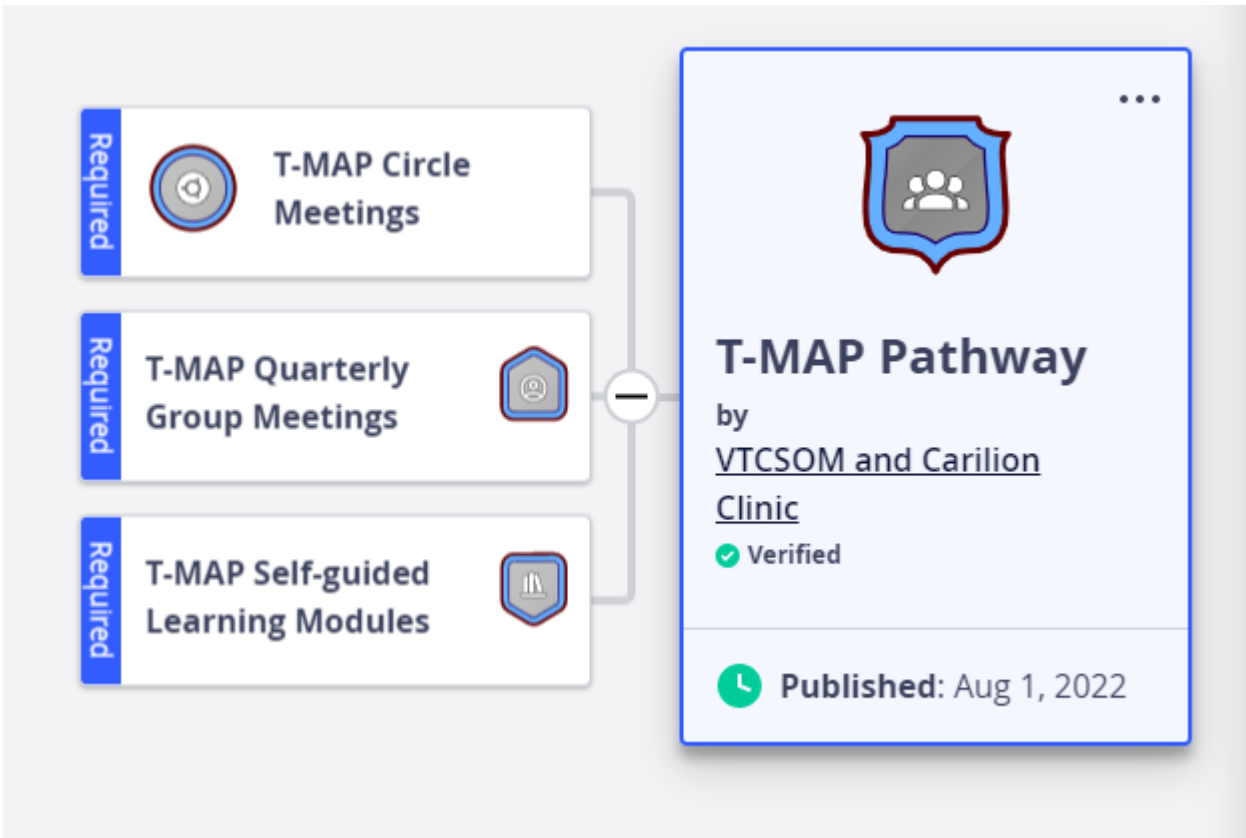 Required
T-MAP Circle
Meetings
Required
T-MAP Quarterly
Group Meetings
Required
T-MAP Self-guided
Learning Modules
T-MAP Pathway
by
VTCSOM and Carilion
Clinic
Verified
Published: Aug 1, 2022